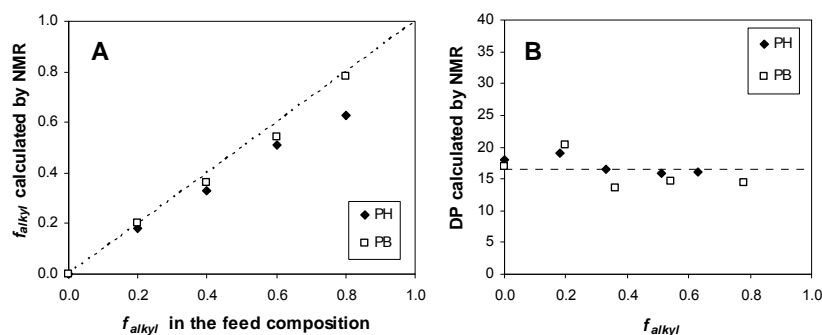 A
1.0
0.8
0.6
0.4
0.2
0.0
f alkyl calculated by NMR
PH
PB
0.0 0.2 0.4 0.6 0.8 1.0
f alkyl in the feed composition
B
40
35
30
25
20
15
10
5
0
DP calculated by NMR
PH
PB
0.0 0.2 0.4 0.6 0.8 1.0
f alkyl